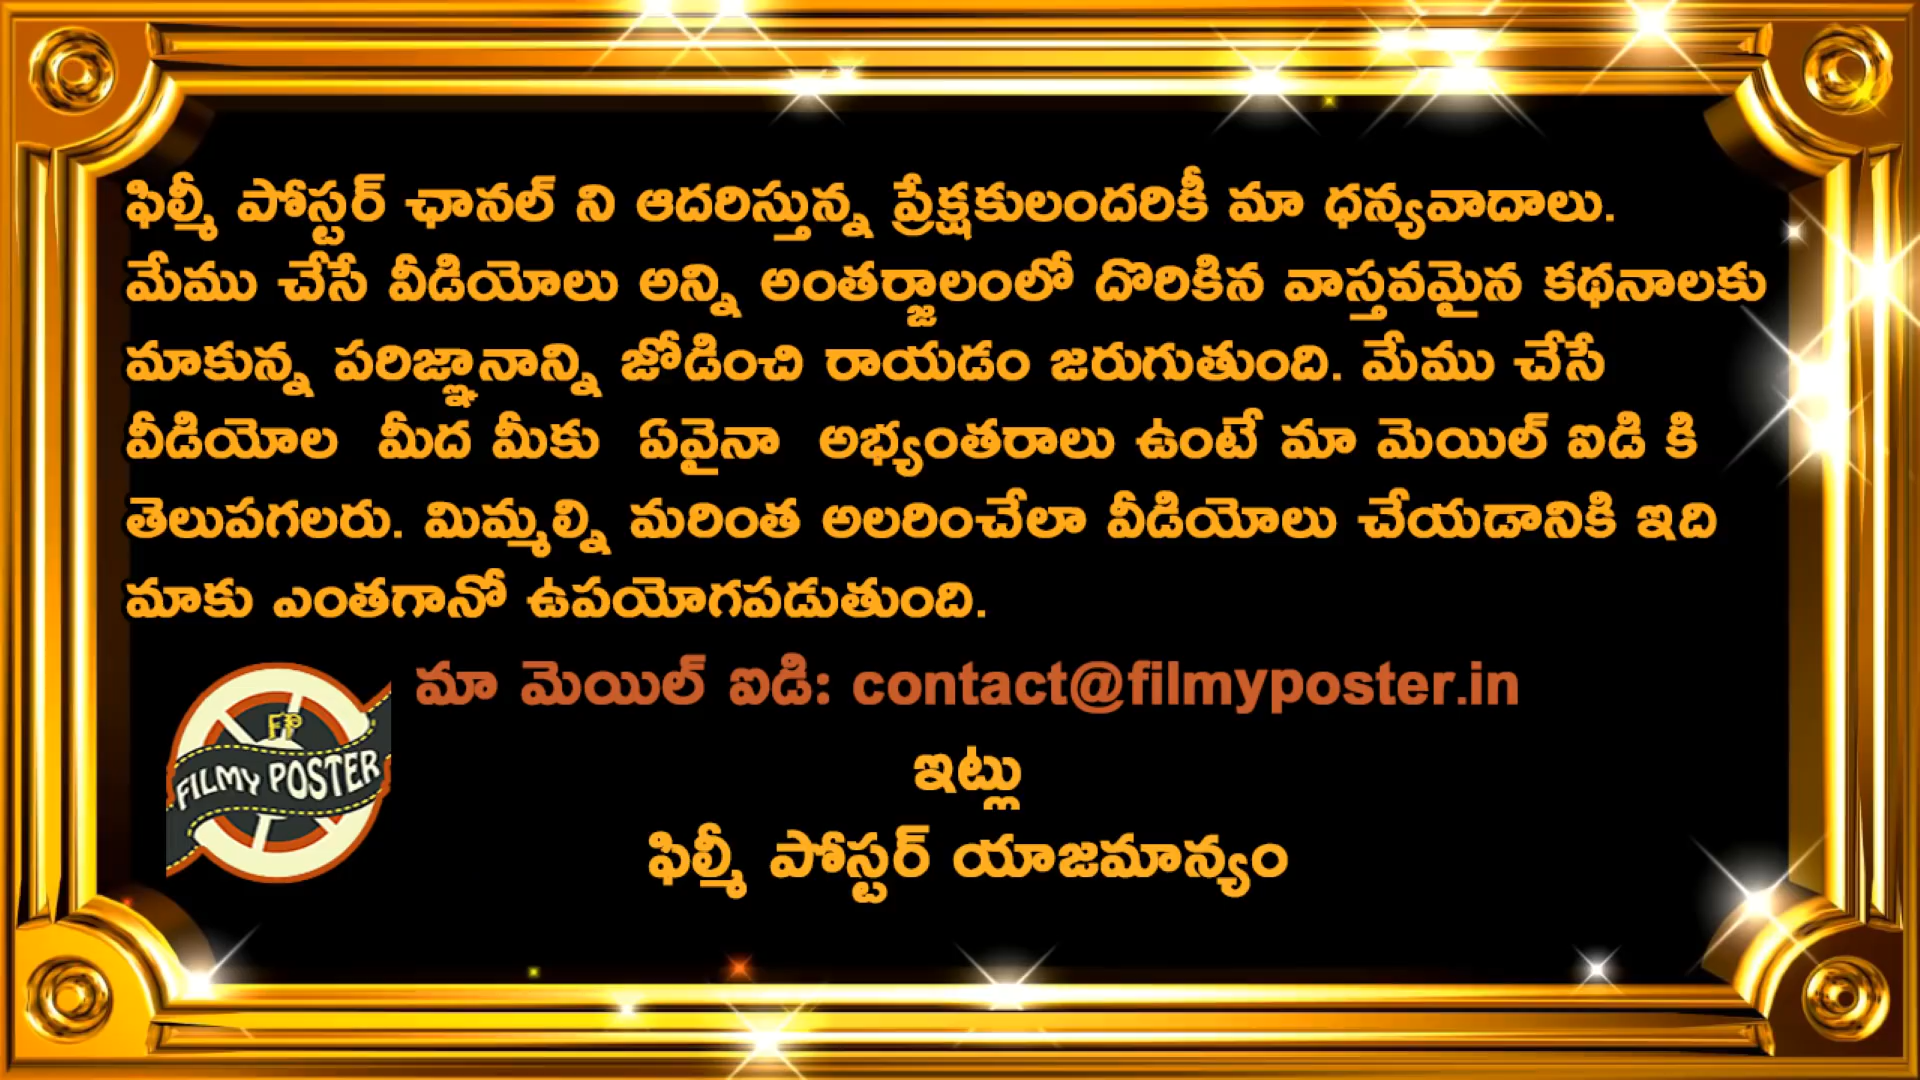 ఫిల్మీ పోస్టర్ ఛానల్ ని ఆదరిస్తున్న ప్రేక్షకులందరికీ మా ధన్యవాదాలు.
మేము చేసే వీడియోలు అన్ని అంతర్జాలంలో దొరికిన వాస్తవమైన కథనాలకు
మాకున్న పరిజ్ఞానాన్ని జోడించి రాయడం జరుగుతుంది. మేము చేసే
వీడియోల మీద మీకు ఏవైనా అభ్యంతరాలు ఉంటే మా మెయిల్ ఐడి కి
తెలుపగలరు. మిమ్మల్ని మరింత అలరించేలా వీడియోలు చేయడానికి ఇది
మాకు ఎంతగానో ఉపయోగపడుతుంది.
మా మెయిల్ ఐడి: contact@filmyposter.in
FP
FILMY POSTER
ఇట్లు
ఫిల్మీ పోస్టర్ యాజమాన్యం